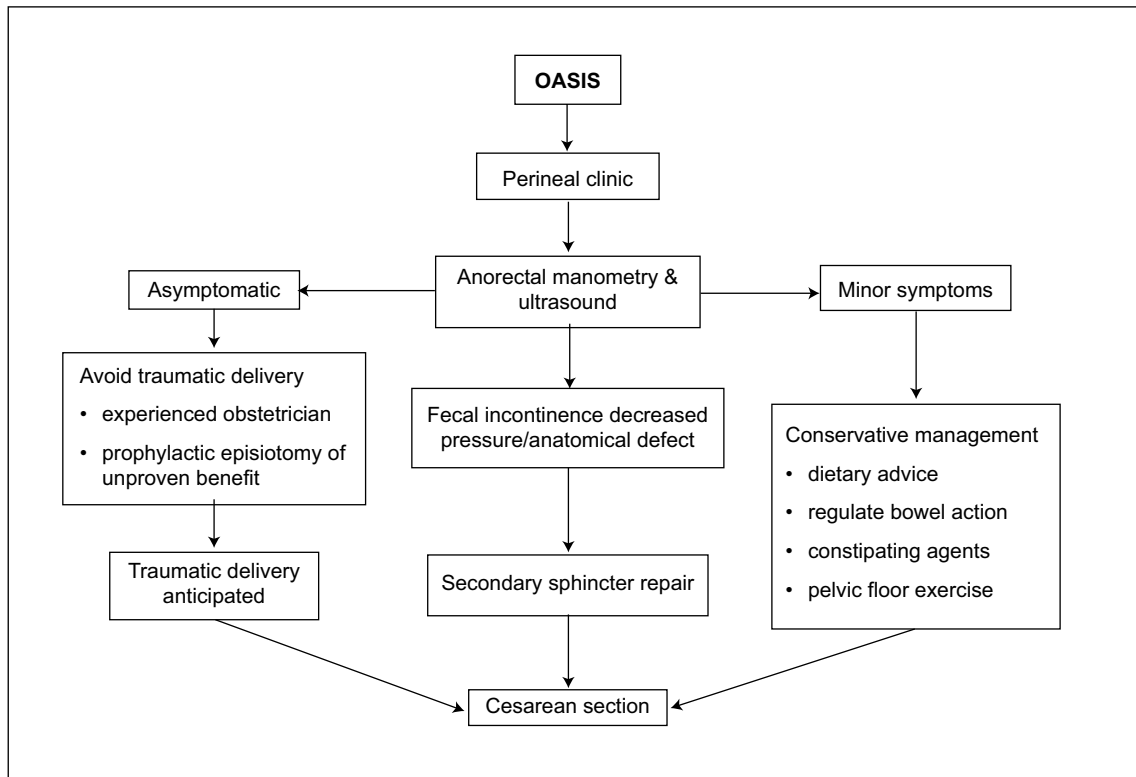 OASIS
Perineal clinic
Anorectal manometry &
ultrasound
Asymptomatic
Minor symptoms
Avoid traumatic delivery
• experienced obstetrician
• prophylactic episiotomy of
unproven benefit
Fecal incontinence decreased
pressure/anatomical defect
Conservative management
• dietary advice
• regulate bowel action
• constipating agents
• pelvic floor exercise
Traumatic delivery
anticipated
Secondary sphincter repair
Cesarean section